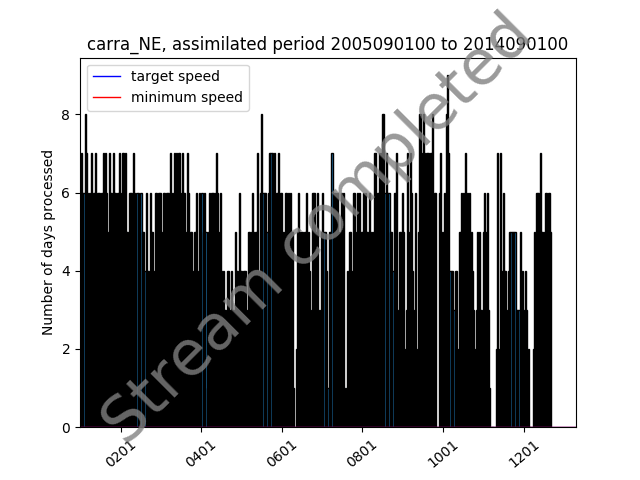 carra_NE, assimilated period 2005090100 to 2014090100
target speed
minimum speed
Number of days processed
8
6
4
2
0
0201
0401
0601
0801
1001
1201
Stream completed